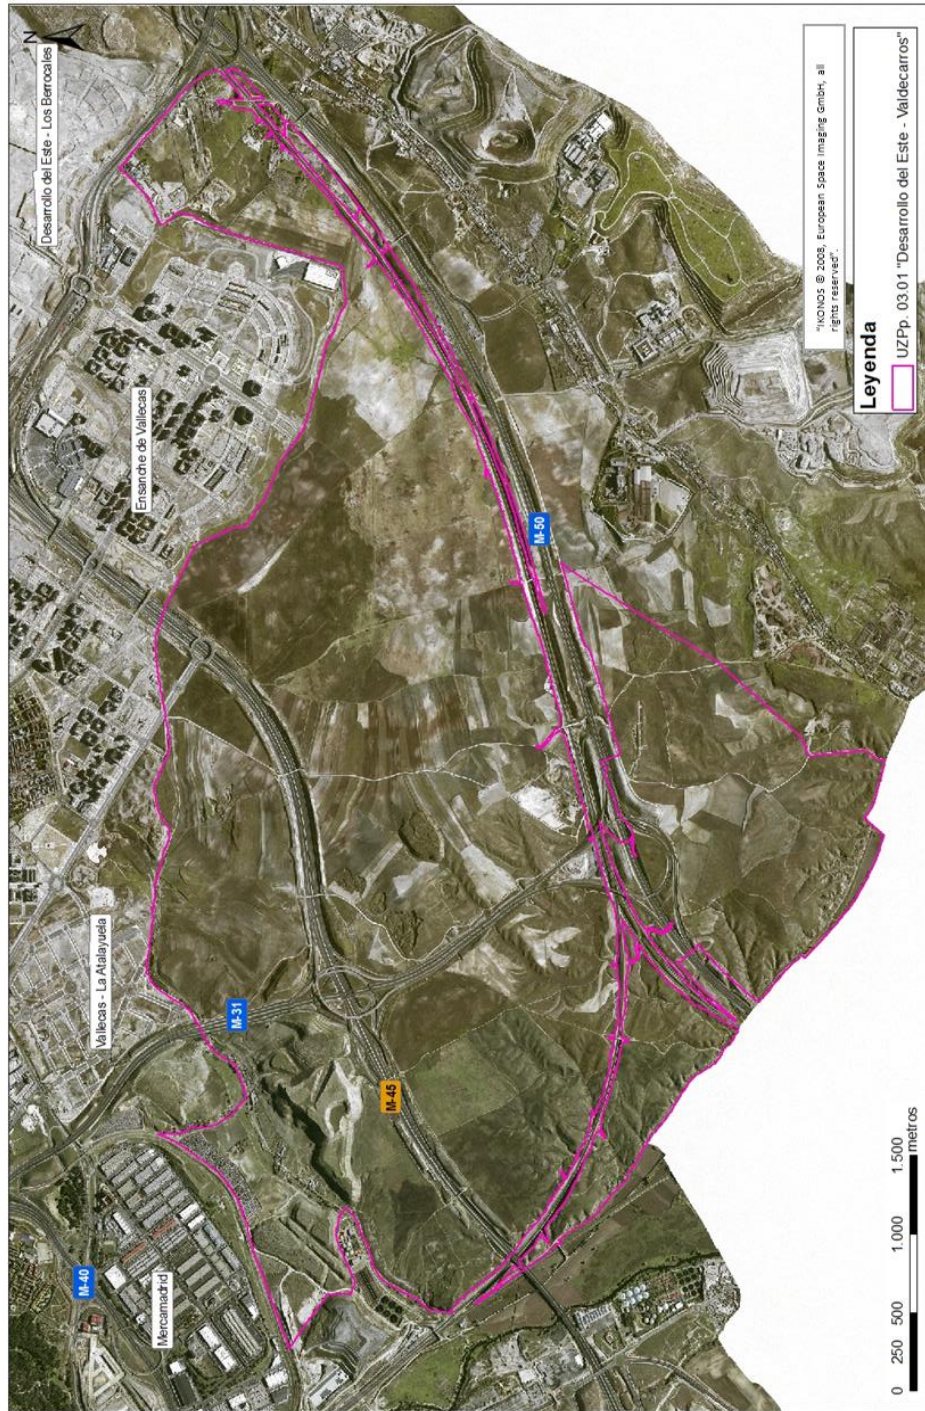 N
Desarrollo del Este - Los Berrocales
Ensanche de Vallecas
Vallecas - La Atalayuela
M-31
M-40
Mercamadrid
M-45
M-50
"IKONOS © 2008, European Space Imaging GmbH, all
rights reserved".
Leyenda
UZPp. 03.01 "Desarrollo del Este - Valdecarros"
0 250 500 1.000 1.500
metros